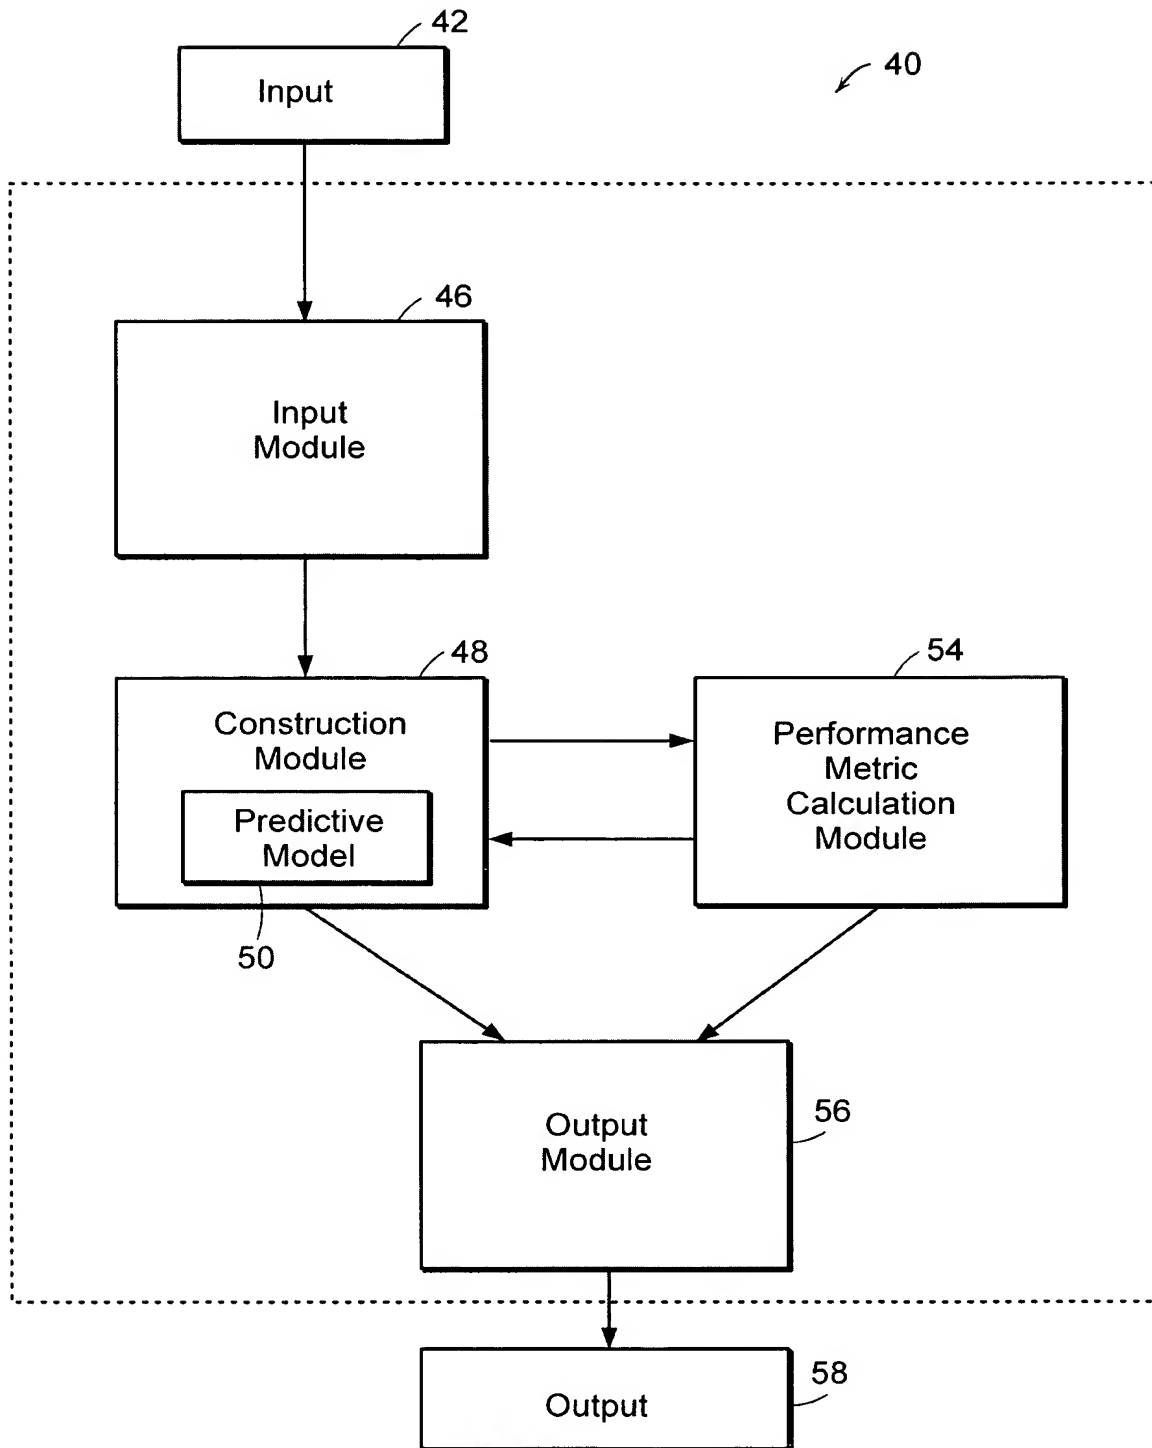 42
Input
40
46
Input
Module
48
Construction
Module
Predictive
Model
50
54
Performance
Metric
Calculation
Module
Output
Module
56
Output
58